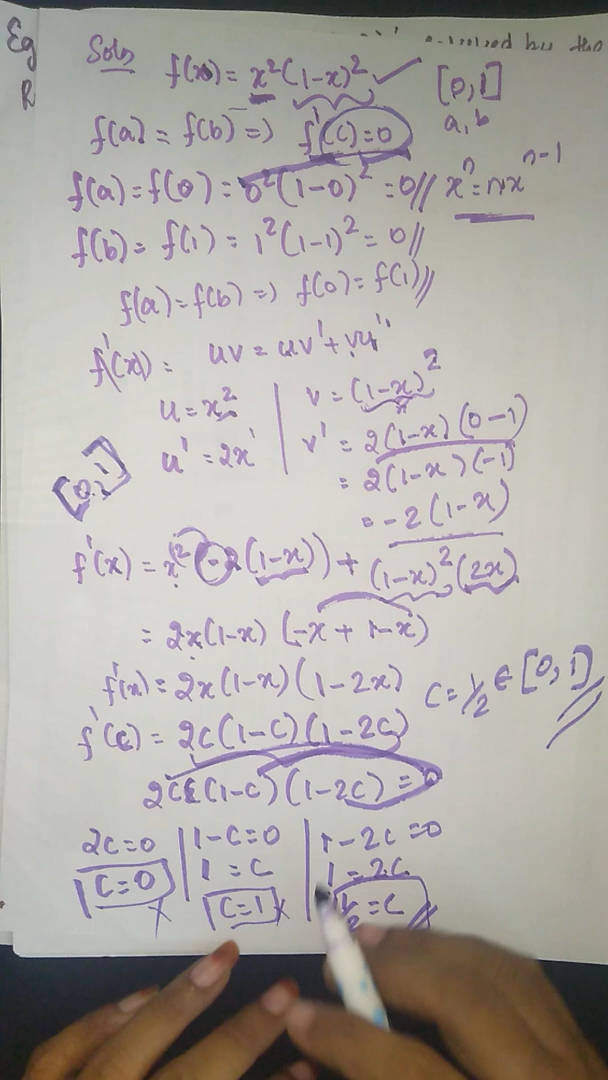 Eg
R
Soln f(x) = x²(1-x)² ✓ [0,1]
a,b
f(a) = f(b) => f'(c)=0
f(a) = f(0) = 0²(1-0)² = 0// xⁿ = nxⁿ⁻¹
f(b) = f(1) = 1²(1-1)² = 0//
f(a) = f(b) => f(0) = f(1)//
f'(x) = uv = uv' + vu'
u = x² | v = (1-x)²
u' = 2x' | v' = 2(1-x)(0-1)
= 2(1-x)(-1)
= -2(1-x)
f'(x) = x²(-2(1-x)) + (1-x)²(2x)
= 2x(1-x)(-x+1-x)
f'(x) = 2x(1-x)(1-2x) c = 1/2 ∈ [0,1]//
f'(c) = 2c(1-c)(1-2c)
2c(1-c)(1-2c) = 0
2c=0 | 1-c=0 | 1-2c=0
c=0 × | 1=c | 1=2c
c=1 × | 1/2=c //